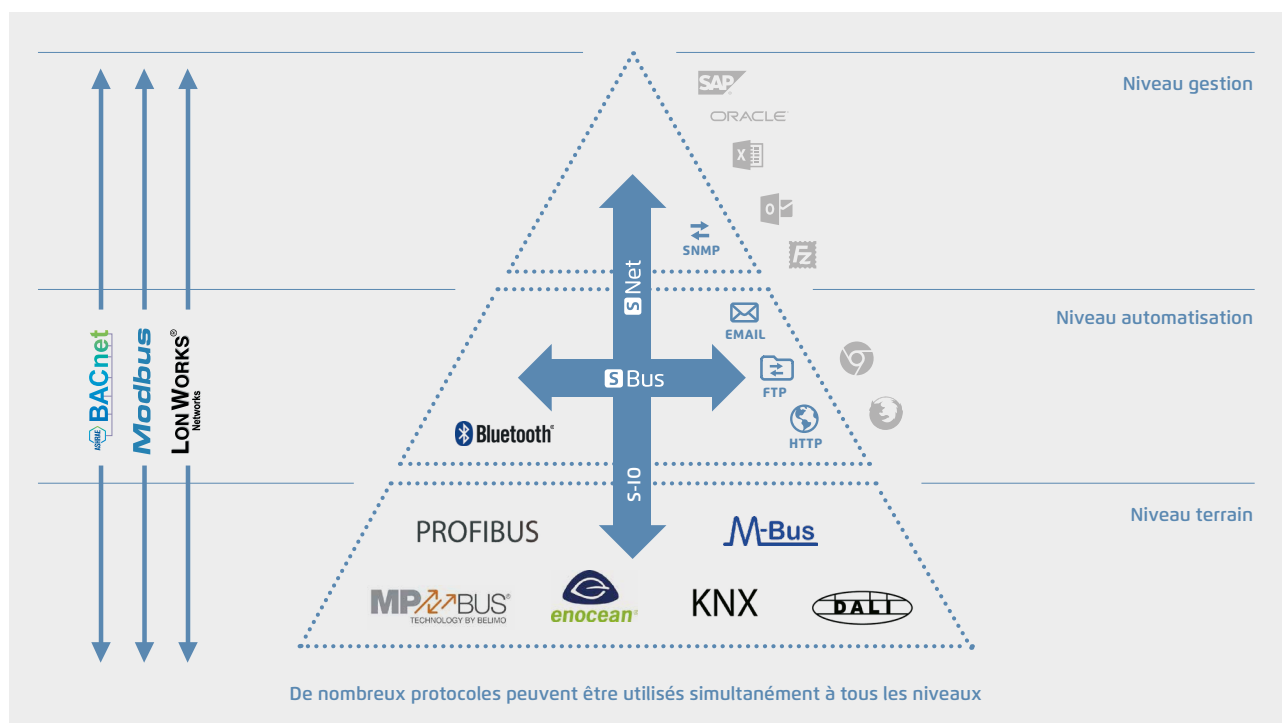 SAP
Niveau gestion
ORACLE
X
O
SNMP
Fz
S Net
EMAIL
Niveau automatisation
ASHRAE BACnet
Modbus
LONWORKS®
Networks
S Bus
FTP
Bluetooth®
HTTP
S-IO
Niveau terrain
PROFIBUS
M-Bus
MP BUS®
TECHNOLOGY BY BELIMO
enocean®
KNX
DALI
De nombreux protocoles peuvent être utilisés simultanément à tous les niveaux